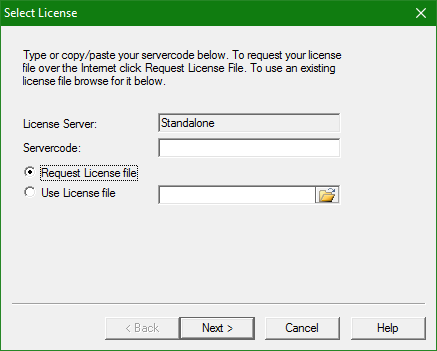 Select License
Type or copy/paste your servercode below. To request your license
file over the Internet click Request License File. To use an existing
license file browse for it below.
License Server: Standalone
Servercode:
Request License file
Use License file
< Back Next > Cancel Help